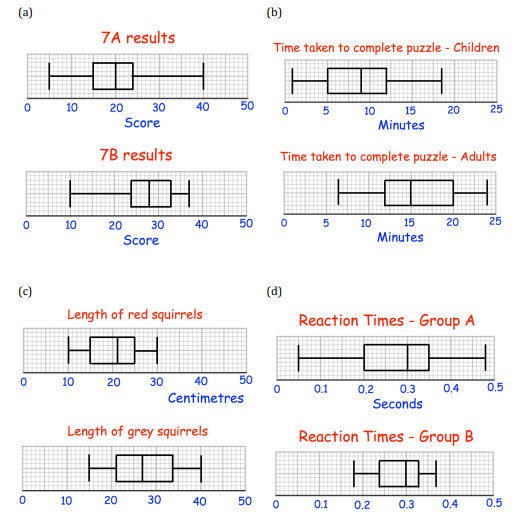 (a)
7A results
0 10 20 30 40 50
Score
7B results
0 10 20 30 40 50
Score
(b)
Time taken to complete puzzle - Children
0 5 10 15 20 25
Minutes
Time taken to complete puzzle - Adults
0 5 10 15 20 25
Minutes
(c)
Length of red squirrels
0 10 20 30 40 50
Centimetres
Length of grey squirrels
0 10 20 30 40 50
(d)
Reaction Times - Group A
0 0.1 0.2 0.3 0.4 0.5
Seconds
Reaction Times - Group B
0 0.1 0.2 0.3 0.4 0.5